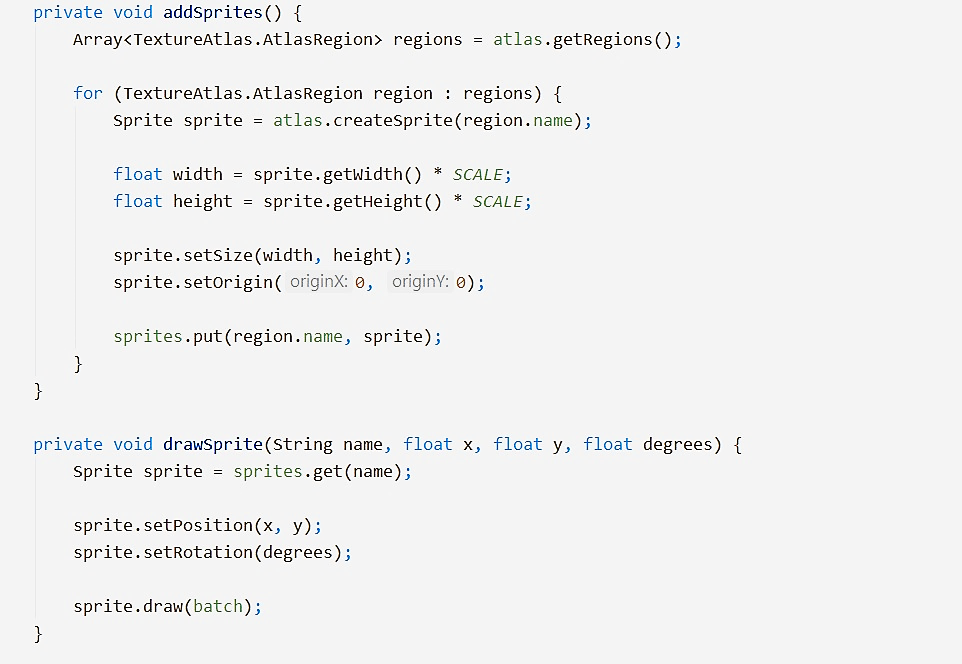 private void addSprites() {
Array<TextureAtlas.AtlasRegion> regions = atlas.getRegions();
for (TextureAtlas.AtlasRegion region : regions) {
Sprite sprite = atlas.createSprite(region.name);
float width = sprite.getWidth() * SCALE;
float height = sprite.getHeight() * SCALE;
sprite.setSize(width, height);
sprite.setOrigin( originX: 0, originY: 0);
sprites.put(region.name, sprite);
}
}
private void drawSprite(String name, float x, float y, float degrees) {
Sprite sprite = sprites.get(name);
sprite.setPosition(x, y);
sprite.setRotation(degrees);
sprite.draw(batch);
}